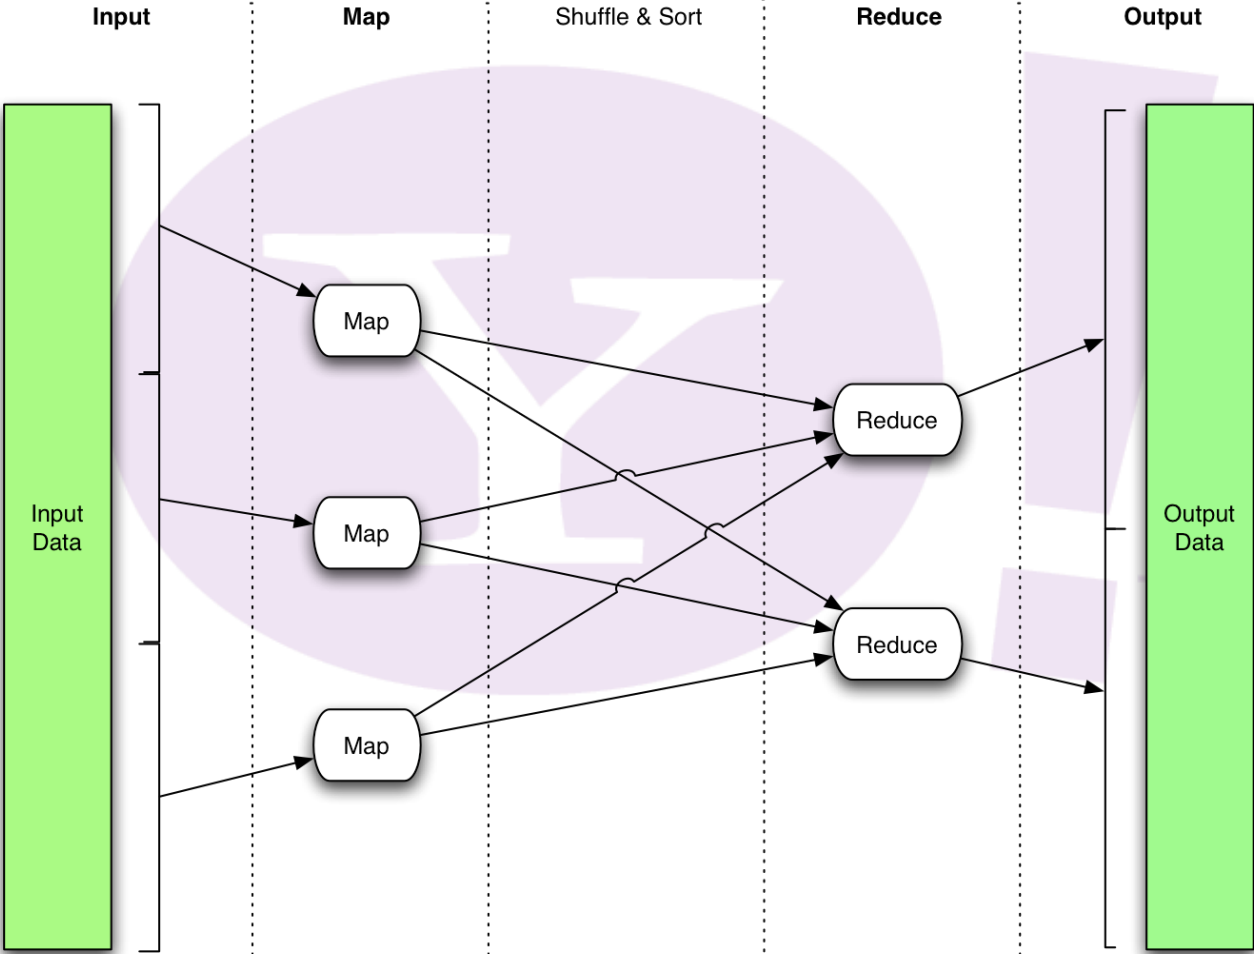 Input
Map
Shuffle & Sort
Reduce
Output
Map
Reduce
Input
Data
Map
Output
Data
Reduce
Map
Y!